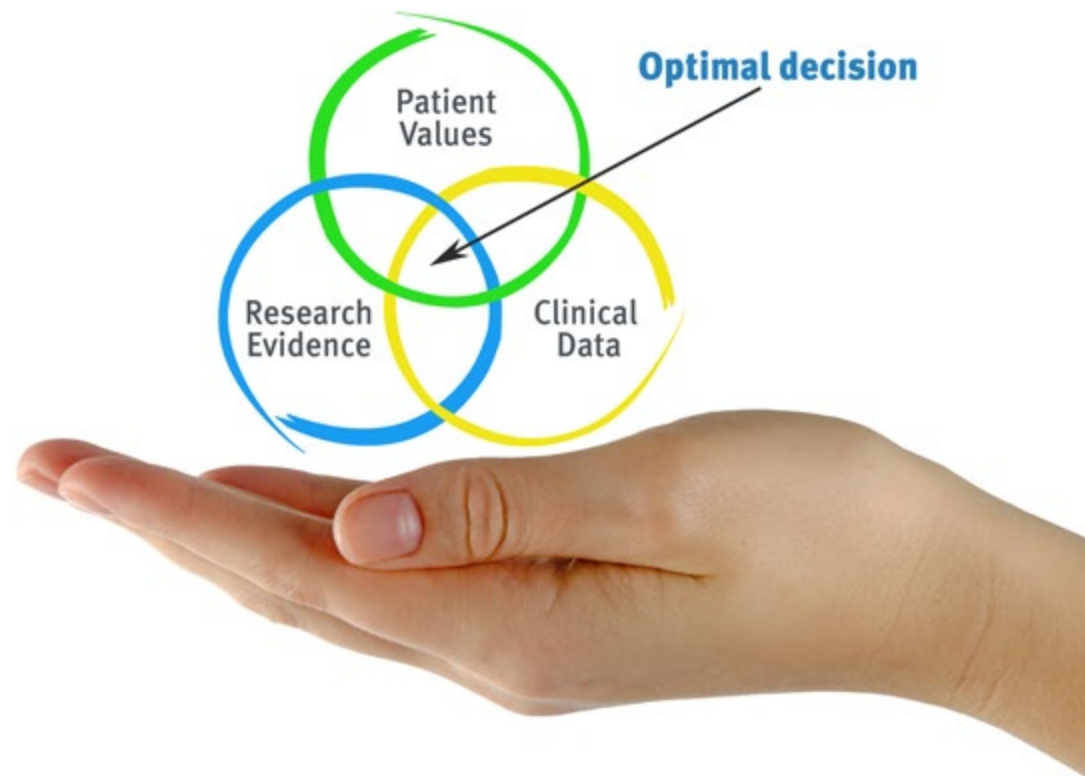 Optimal decision
Patient
Values
Research
Evidence
Clinical
Data